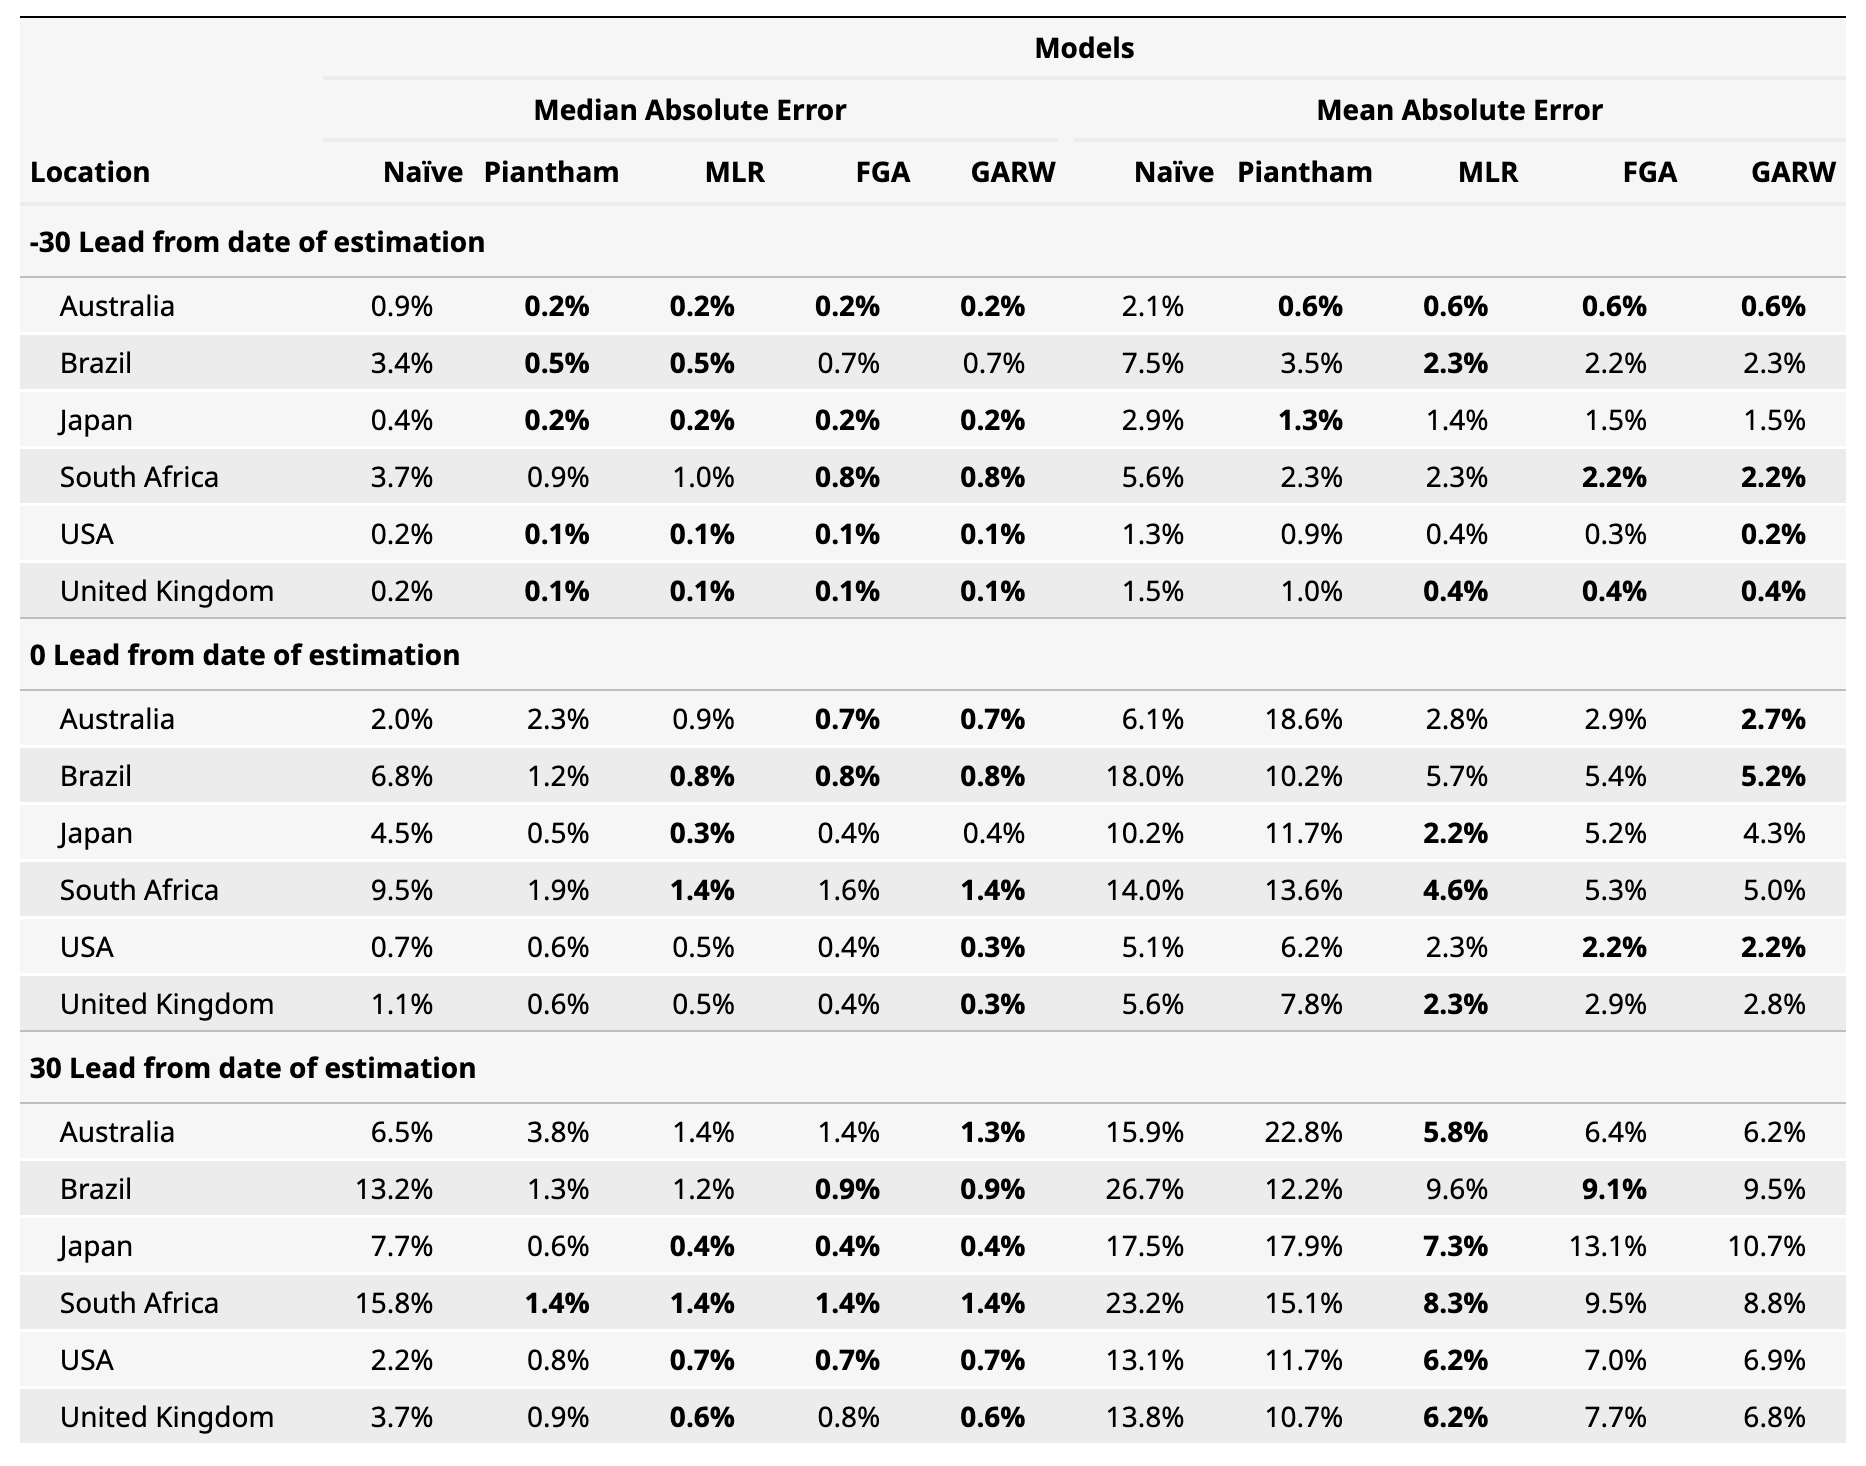 Models
Median Absolute Error Mean Absolute Error
Location Naïve Piantham MLR FGA GARW Naïve Piantham MLR FGA GARW
-30 Lead from date of estimation
Australia 0.9% 0.2% 0.2% 0.2% 0.2% 2.1% 0.6% 0.6% 0.6% 0.6%
Brazil 3.4% 0.5% 0.5% 0.7% 0.7% 7.5% 3.5% 2.3% 2.2% 2.3%
Japan 0.4% 0.2% 0.2% 0.2% 0.2% 2.9% 1.3% 1.4% 1.5% 1.5%
South Africa 3.7% 0.9% 1.0% 0.8% 0.8% 5.6% 2.3% 2.3% 2.2% 2.2%
USA 0.2% 0.1% 0.1% 0.1% 0.1% 1.3% 0.9% 0.4% 0.3% 0.2%
United Kingdom 0.2% 0.1% 0.1% 0.1% 0.1% 1.5% 1.0% 0.4% 0.4% 0.4%
0 Lead from date of estimation
Australia 2.0% 2.3% 0.9% 0.7% 0.7% 6.1% 18.6% 2.8% 2.9% 2.7%
Brazil 6.8% 1.2% 0.8% 0.8% 0.8% 18.0% 10.2% 5.7% 5.4% 5.2%
Japan 4.5% 0.5% 0.3% 0.4% 0.4% 10.2% 11.7% 2.2% 5.2% 4.3%
South Africa 9.5% 1.9% 1.4% 1.6% 1.4% 14.0% 13.6% 4.6% 5.3% 5.0%
USA 0.7% 0.6% 0.5% 0.4% 0.3% 5.1% 6.2% 2.3% 2.2% 2.2%
United Kingdom 1.1% 0.6% 0.5% 0.4% 0.3% 5.6% 7.8% 2.3% 2.9% 2.8%
30 Lead from date of estimation
Australia 6.5% 3.8% 1.4% 1.4% 1.3% 15.9% 22.8% 5.8% 6.4% 6.2%
Brazil 13.2% 1.3% 1.2% 0.9% 0.9% 26.7% 12.2% 9.6% 9.1% 9.5%
Japan 7.7% 0.6% 0.4% 0.4% 0.4% 17.5% 17.9% 7.3% 13.1% 10.7%
South Africa 15.8% 1.4% 1.4% 1.4% 1.4% 23.2% 15.1% 8.3% 9.5% 8.8%
USA 2.2% 0.8% 0.7% 0.7% 0.7% 13.1% 11.7% 6.2% 7.0% 6.9%
United Kingdom 3.7% 0.9% 0.6% 0.8% 0.6% 13.8% 10.7% 6.2% 7.7% 6.8%